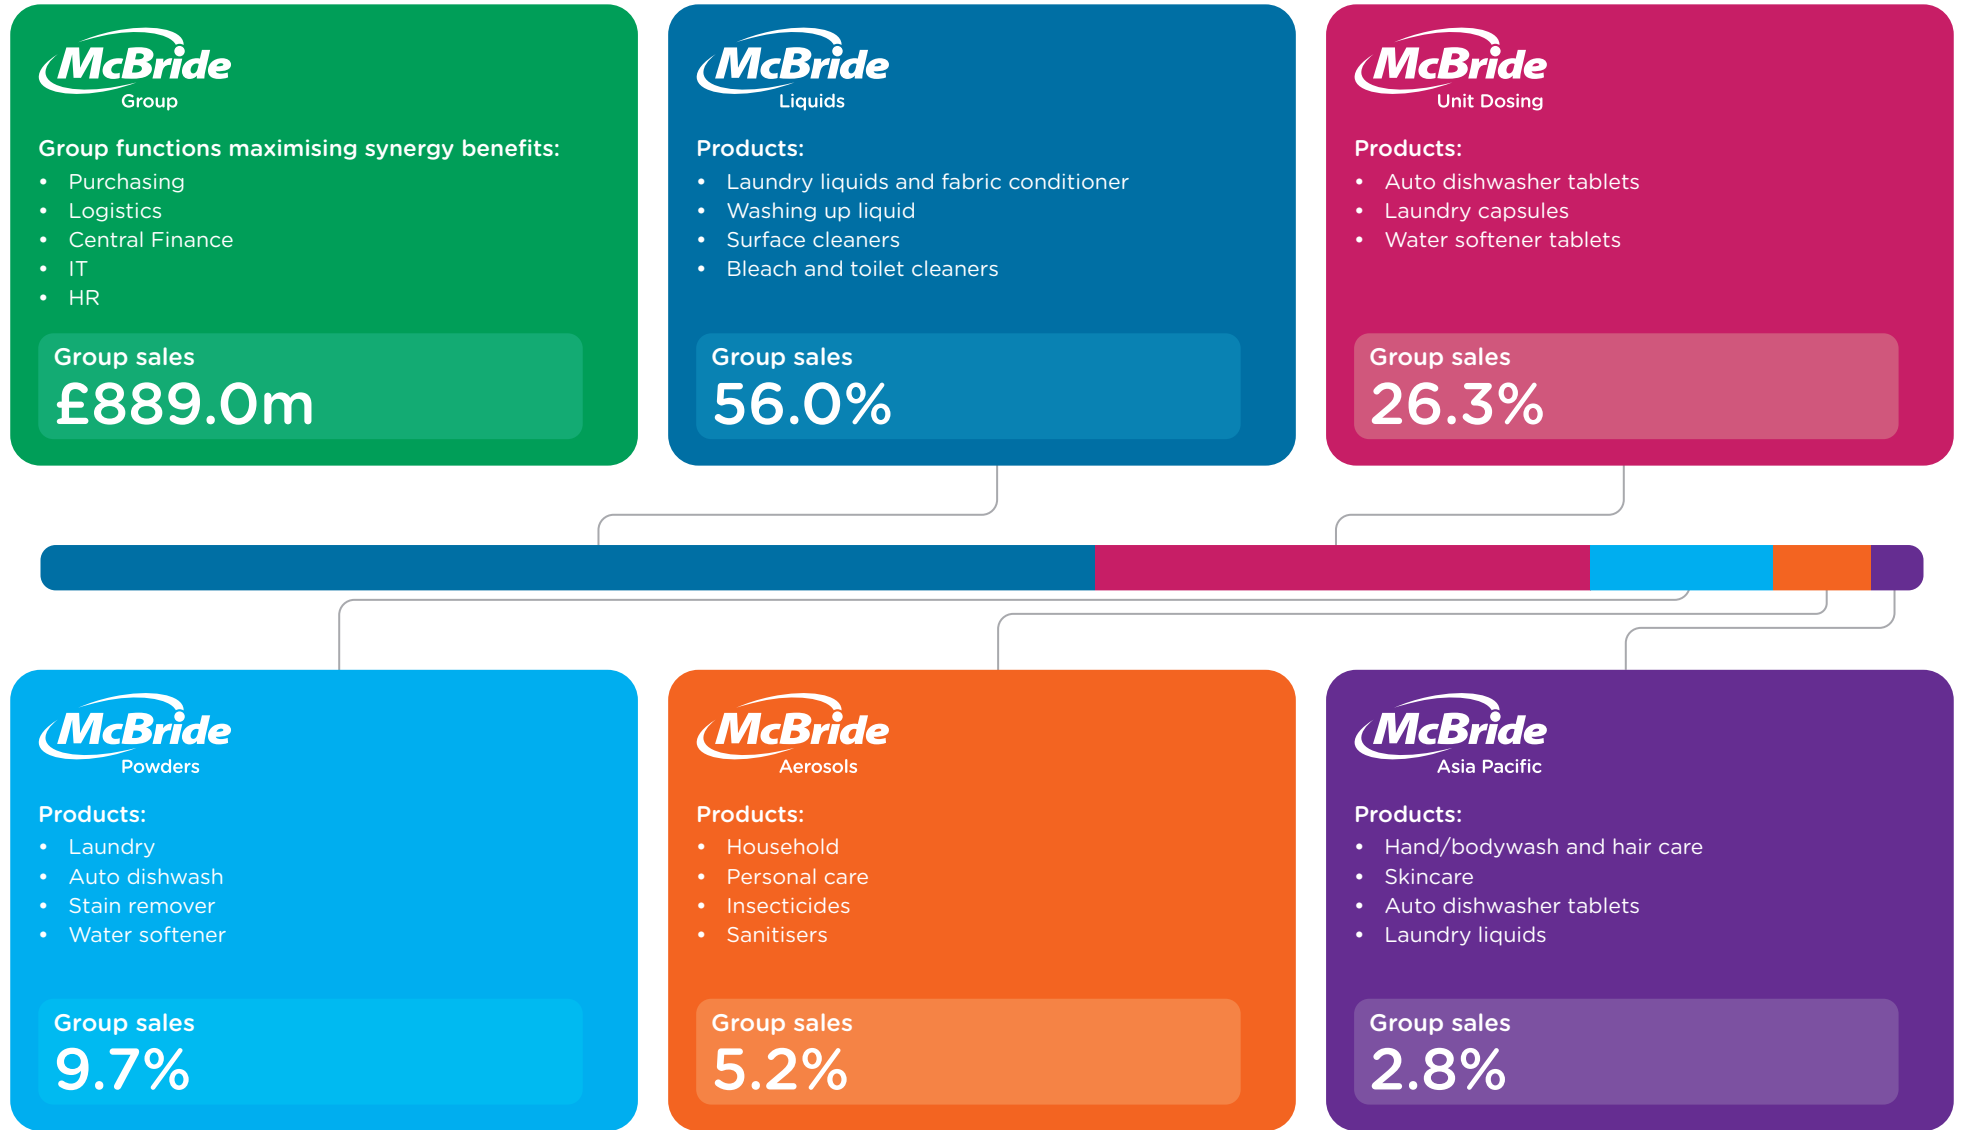 McBride
Group
Group functions maximising synergy benefits:
• Purchasing
• Logistics
• Central Finance
• IT
• HR
Group sales
£889.0m
McBride
Liquids
Products:
• Laundry liquids and fabric conditioner
• Washing up liquid
• Surface cleaners
• Bleach and toilet cleaners
Group sales
56.0%
McBride
Unit Dosing
Products:
• Auto dishwasher tablets
• Laundry capsules
• Water softener tablets
Group sales
26.3%
McBride
Powders
Products:
• Laundry
• Auto dishwash
• Stain remover
• Water softener
Group sales
9.7%
McBride
Aerosols
Products:
• Household
• Personal care
• Insecticides
• Sanitisers
Group sales
5.2%
McBride
Asia Pacific
Products:
• Hand/bodywash and hair care
• Skincare
• Auto dishwasher tablets
• Laundry liquids
Group sales
2.8%